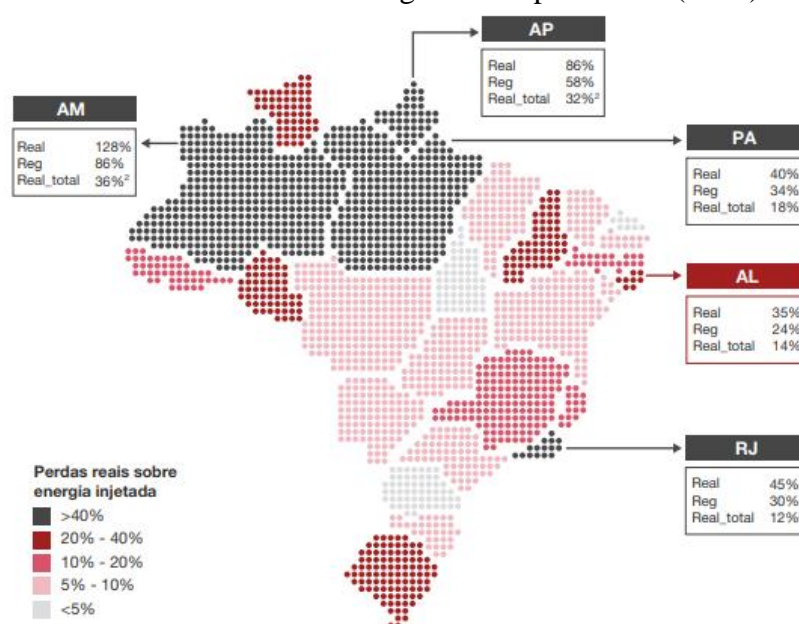 AP
Real 86%
Reg 58%
Real_total 32%²
AM
Real 128%
Reg 86%
Real_total 36%²
PA
Real 40%
Reg 34%
Real_total 18%
AL
Real 35%
Reg 24%
Real_total 14%
RJ
Real 45%
Reg 30%
Real_total 12%
Perdas reais sobre
energia injetada
>40%
20% - 40%
10% - 20%
5% - 10%
<5%